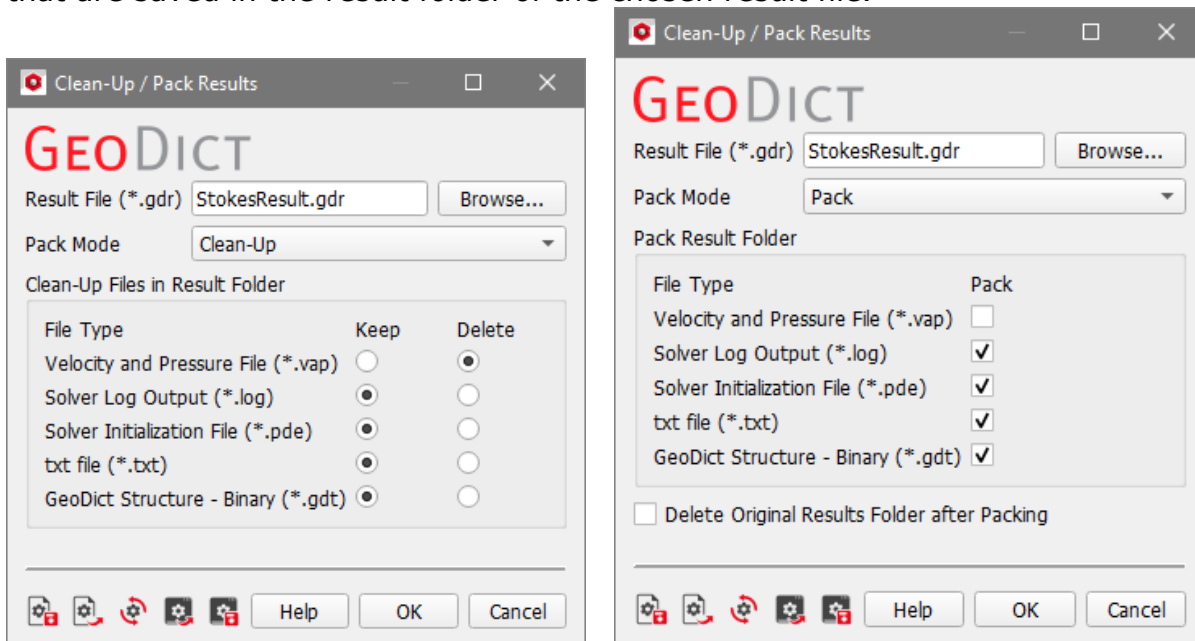 that are saved in the result folder of the chosen result file.
Clean-Up / Pack Results
GEODICT
Result File (*.gdr) StokesResult.gdr Browse...
Pack Mode Clean-Up
Clean-Up Files in Result Folder
File Type Keep Delete
Velocity and Pressure File (*.vap)
Solver Log Output (*.log)
Solver Initialization File (*.pde)
txt file (*.txt)
GeoDict Structure - Binary (*.gdt)
Help OK Cancel
Clean-Up / Pack Results
GEODICT
Result File (*.gdr) StokesResult.gdr Browse...
Pack Mode Pack
Pack Result Folder
File Type Pack
Velocity and Pressure File (*.vap)
Solver Log Output (*.log)
Solver Initialization File (*.pde)
txt file (*.txt)
GeoDict Structure - Binary (*.gdt)
Delete Original Results Folder after Packing
Help OK Cancel